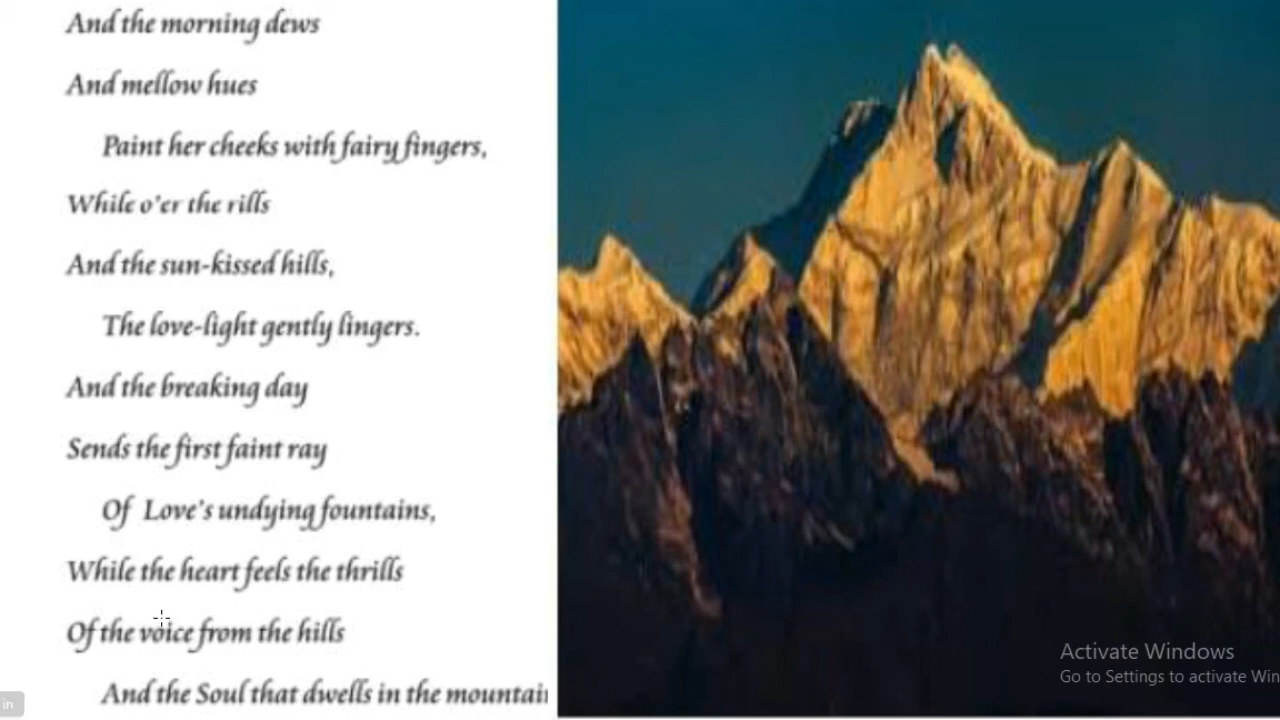 And the morning dews
And mellow hues
Paint her cheeks with fairy fingers,
While o'er the rills
And the sun-kissed hills,
The love-light gently lingers.
And the breaking day
Sends the first faint ray
Of Love's undying fountains,
While the heart feels the thrills
Of the voice from the hills
And the Soul that dwells in the mountai
Activate Windows
Go to Settings to activate Win
in